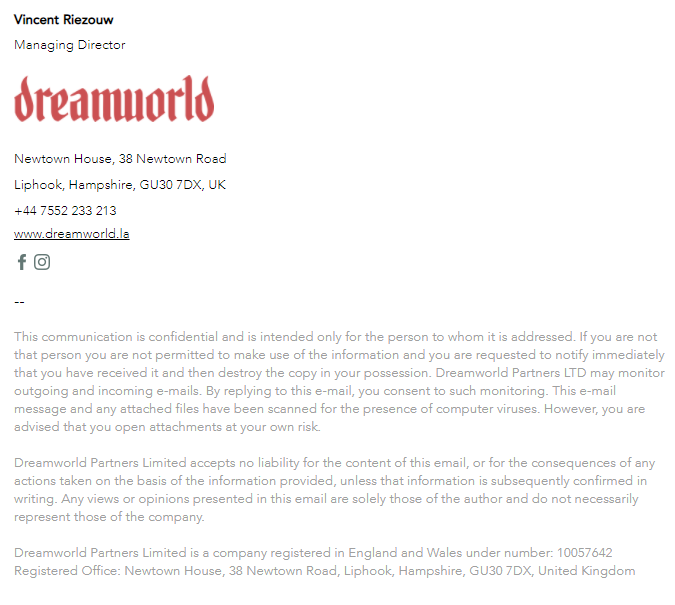 Vincent Riezouw
Managing Director
dreamworld
Newtown House, 38 Newtown Road
Liphook, Hampshire, GU30 7DX, UK
+44 7552 233 213
www.dreamworld.la
--
This communication is confidential and is intended only for the person to whom it is addressed. If you are not
that person you are not permitted to make use of the information and you are requested to notify immediately
that you have received it and then destroy the copy in your possession. Dreamworld Partners LTD may monitor
outgoing and incoming e-mails. By replying to this e-mail, you consent to such monitoring. This e-mail
message and any attached files have been scanned for the presence of computer viruses. However, you are
advised that you open attachments at your own risk.
Dreamworld Partners Limited accepts no liability for the content of this email, or for the consequences of any
actions taken on the basis of the information provided, unless that information is subsequently confirmed in
writing. Any views or opinions presented in this email are solely those of the author and do not necessarily
represent those of the company.
Dreamworld Partners Limited is a company registered in England and Wales under number: 10057642
Registered Office: Newtown House, 38 Newtown Road, Liphook, Hampshire, GU30 7DX, United Kingdom